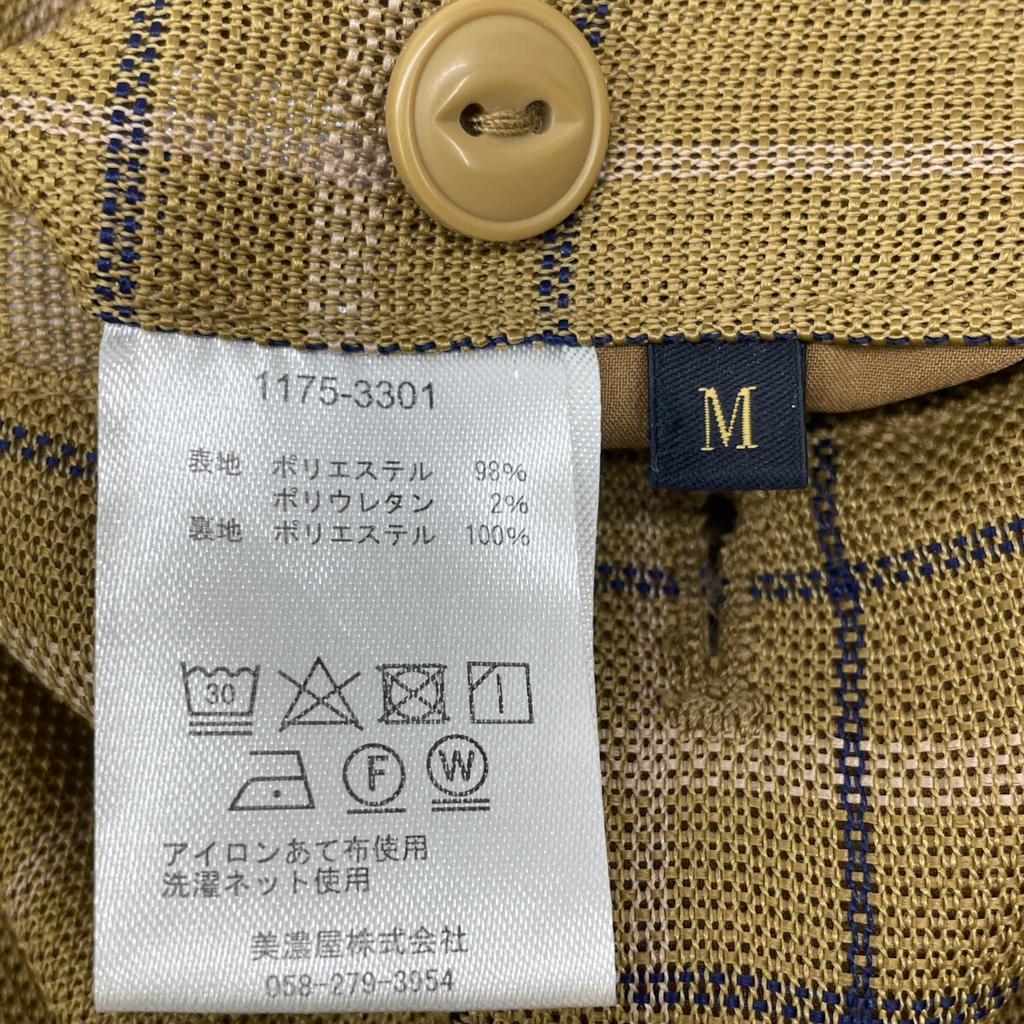 1175-3301
表地 ポリエステル 98%
ポリウレタン 2%
裏地 ポリエステル 100%
M
30
F W
アイロンあて布使用
洗濯ネット使用
美濃屋株式会社
058-279-3954